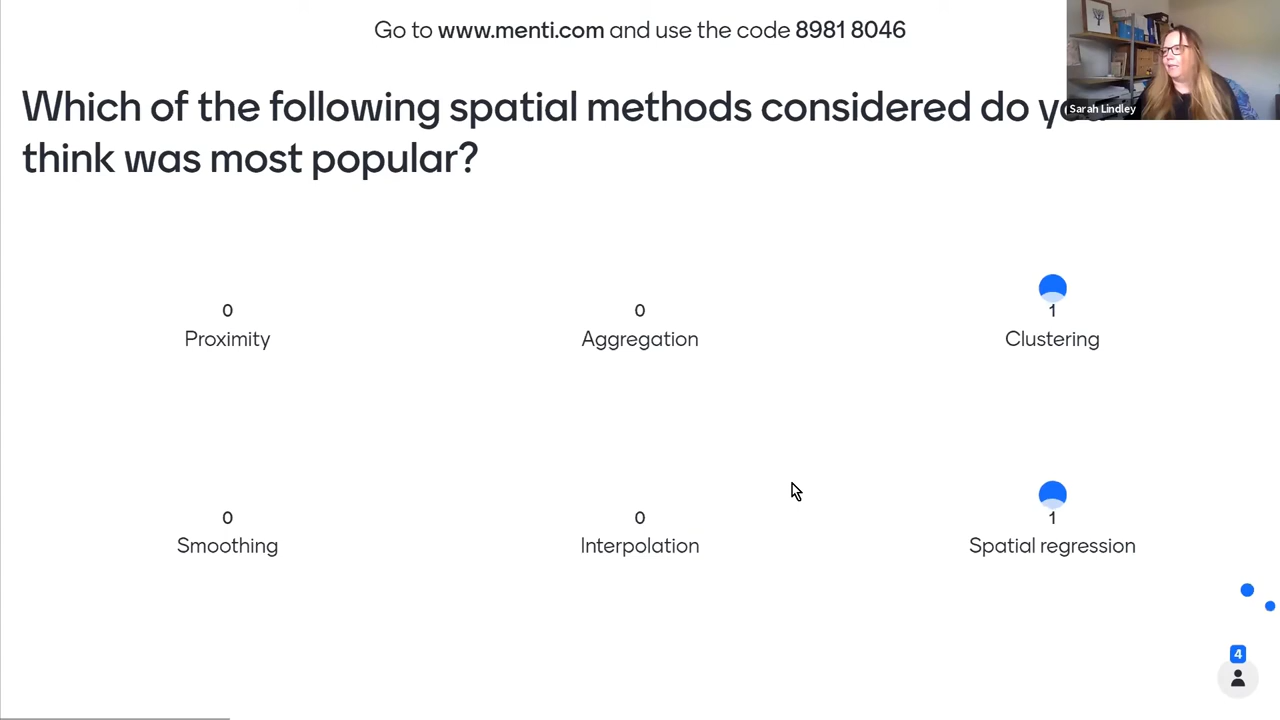 Go to www.menti.com and use the code 8981 8046
Sarah Lindley
Which of the following spatial methods considered do
think was most popular?
0
Proximity
0
Aggregation
1
Clustering
0
Smoothing
0
Interpolation
1
Spatial regression
4